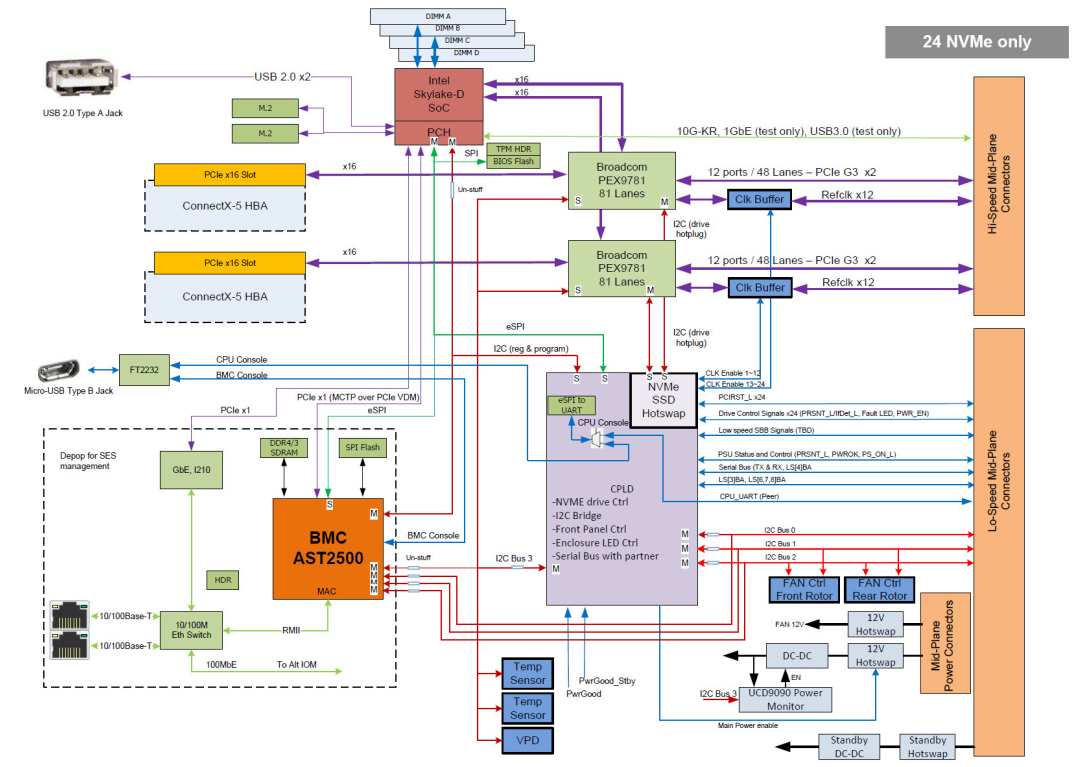 DIMM A
DIMM B
DIMM C
DIMM D
24 NVMe only
Intel
Skylake-D
SoC
PCH
M
M
x16
x16
USB 2.0 x2
USB 2.0 Type A Jack
M.2
M.2
10G-KR, 1GbE (test only), USB3.0 (test only)
SPI
TPM HDR
BIOS Flash
Un-stuff
PCIe x16 Slot
ConnectX-5 HBA
x16
Broadcom
PEX9781
81 Lanes
S
M
12 ports / 48 Lanes – PCIe G3 x2
Clk Buffer
Refclk x12
I2C (drive
hotplug)
Hi-Speed Mid-Plane
Connectors
PCIe x16 Slot
ConnectX-5 HBA
x16
Broadcom
PEX9781
81 Lanes
S
M
12 ports / 48 Lanes – PCIe G3 x2
Clk Buffer
Refclk x12
I2C (drive
hotplug)
eSPI
I2C (reg & program)
Micro-USB Type B Jack
FT2232
CPU Console
BMC Console
PCIe x1
PCIe x1 (MCTP over PCIe VDM)
eSPI
S
S
S
S
NVMe
SSD
Hotswap
eSPI to
UART
CPU Console
CLK Enable 1~12
CLK Enable 13~24
PCIRST_L x24
Drive Control Signals x24 (PRSNT_L/IfDet_L, Fault LED, PWR_EN)
Low speed SBB Signals (TBD)
PSU Status and Control (PRSNT_L, PWROK, PS_ON_L)
Serial Bus (TX & RX, LS[4]BA
LS[3]BA, LS[6,7,8]BA
CPU_UART (Peer)
Lo-Speed Mid-Plane
Connectors
CPLD
-NVME drive Ctrl
-I2C Bridge
-Front Panel Ctrl
-Enclosure LED Ctrl
-Serial Bus with partner
M
M
M
M
I2C Bus 0
I2C Bus 1
I2C Bus 2
FAN Ctrl
Front Rotor
FAN Ctrl
Rear Rotor
Depop for SES
management
GbE, I210
DDR4/3
SDRAM
SPI Flash
S
M
BMC
AST2500
MAC
M
M
M
M
BMC Console
Un-stuff
I2C Bus 3
HDR
10/100Base-T
10/100Base-T
10/100M
Eth Switch
RMII
100MbE
To Alt IOM
PwrGood_Stby
PwrGood
Temp
Sensor
Temp
Sensor
VPD
FAN 12V
12V
Hotswap
DC-DC
12V
Hotswap
EN
Mid-Plane
Power Connectors
I2C Bus 3
UCD9090 Power
Monitor
Main Power enable
Standby
DC-DC
Standby
Hotswap